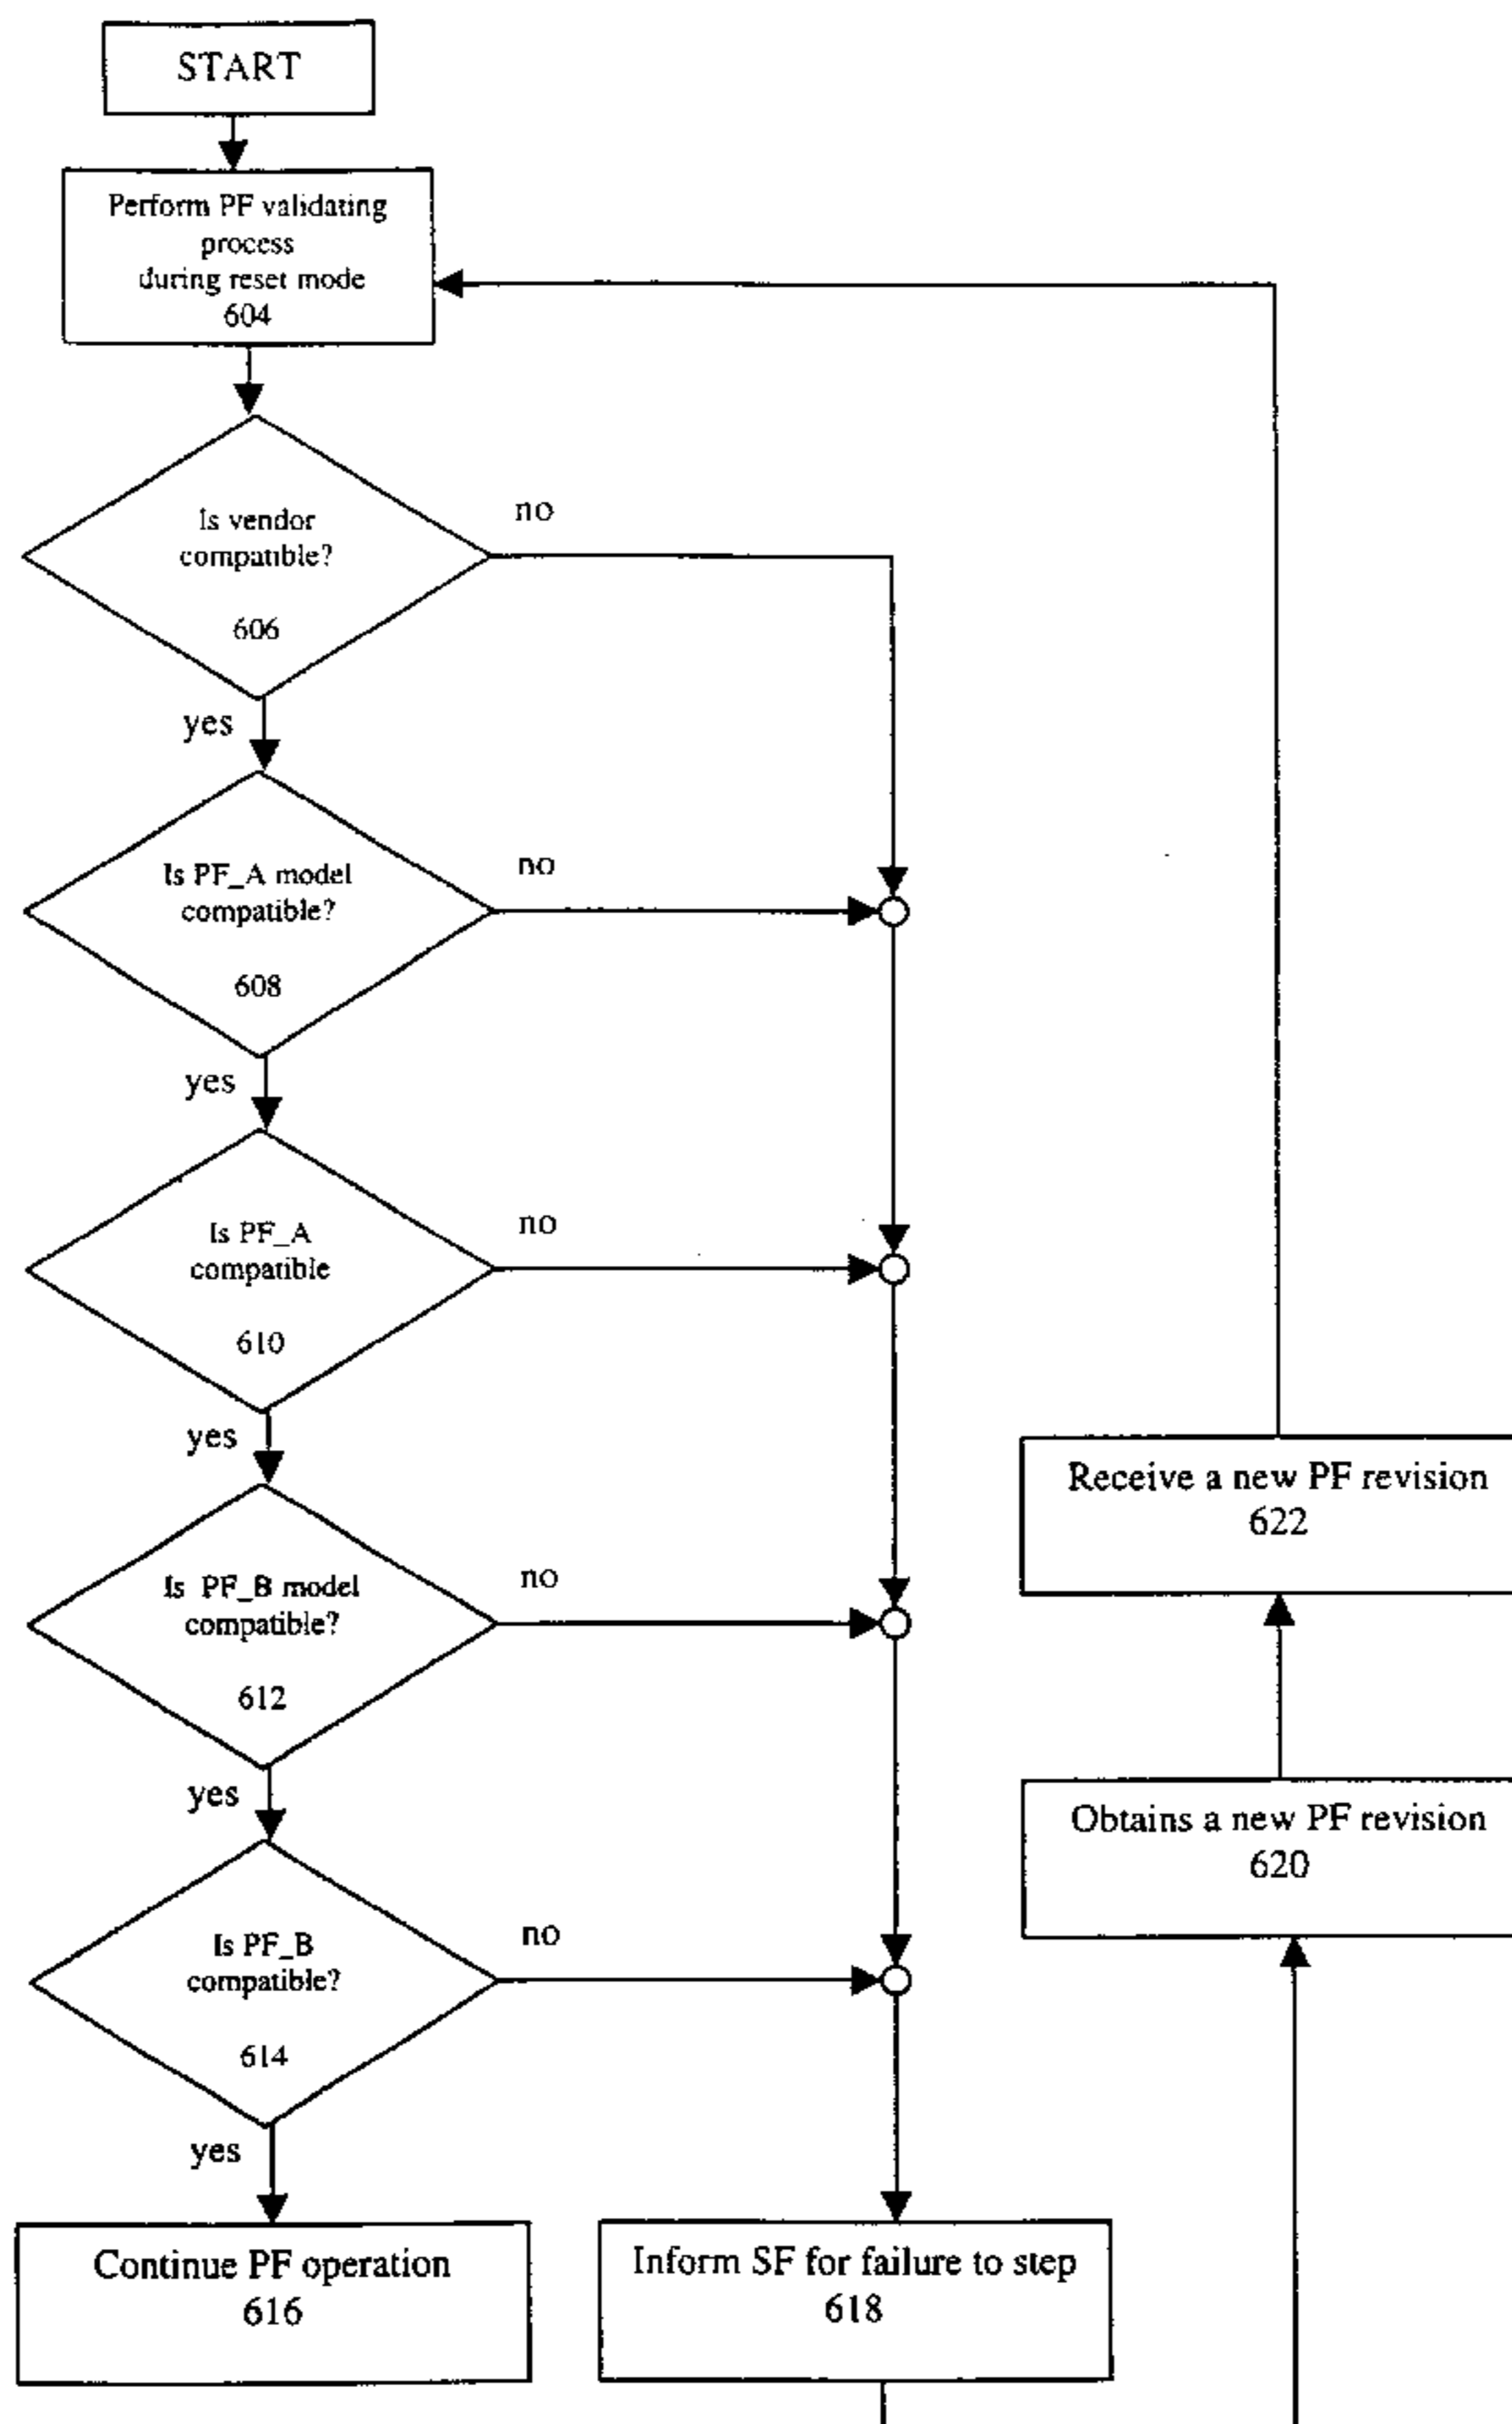 START
Perform PF validating
process
during reset mode
604
Is vendor
compatible?
606
no
yes
Is PF_A model
compatible?
608
no
yes
Is PF_A
compatible
610
no
yes
Is PF_B model
compatible?
612
no
yes
Is PF_B
compatible?
614
no
yes
Continue PF operation
616
Inform SF for failure to step
618
Receive a new PF revision
622
Obtains a new PF revision
620